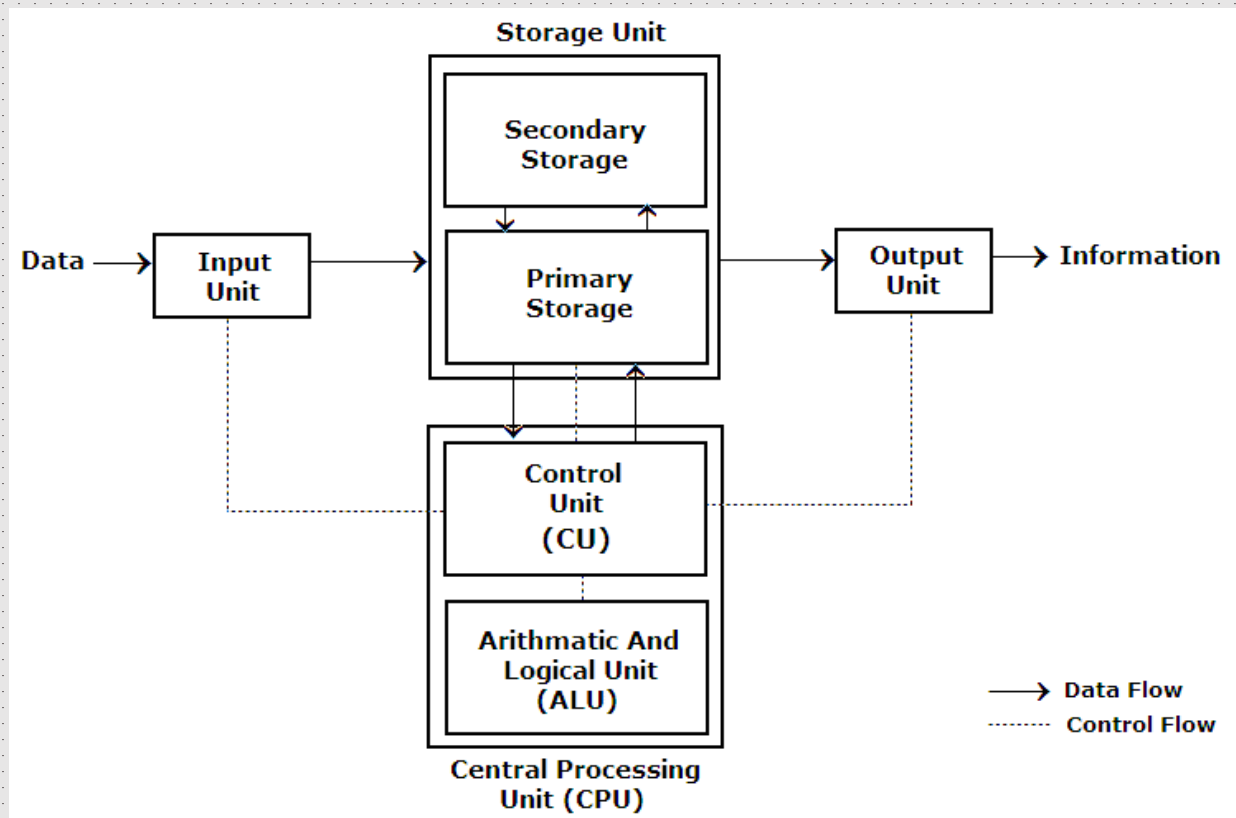 Storage Unit
Secondary
Storage
Data
Input
Unit
Primary
Storage
Output
Unit
Information
Control
Unit
(CU)
Arithmatic And
Logical Unit
(ALU)
Data Flow
Control Flow
Central Processing
Unit (CPU)